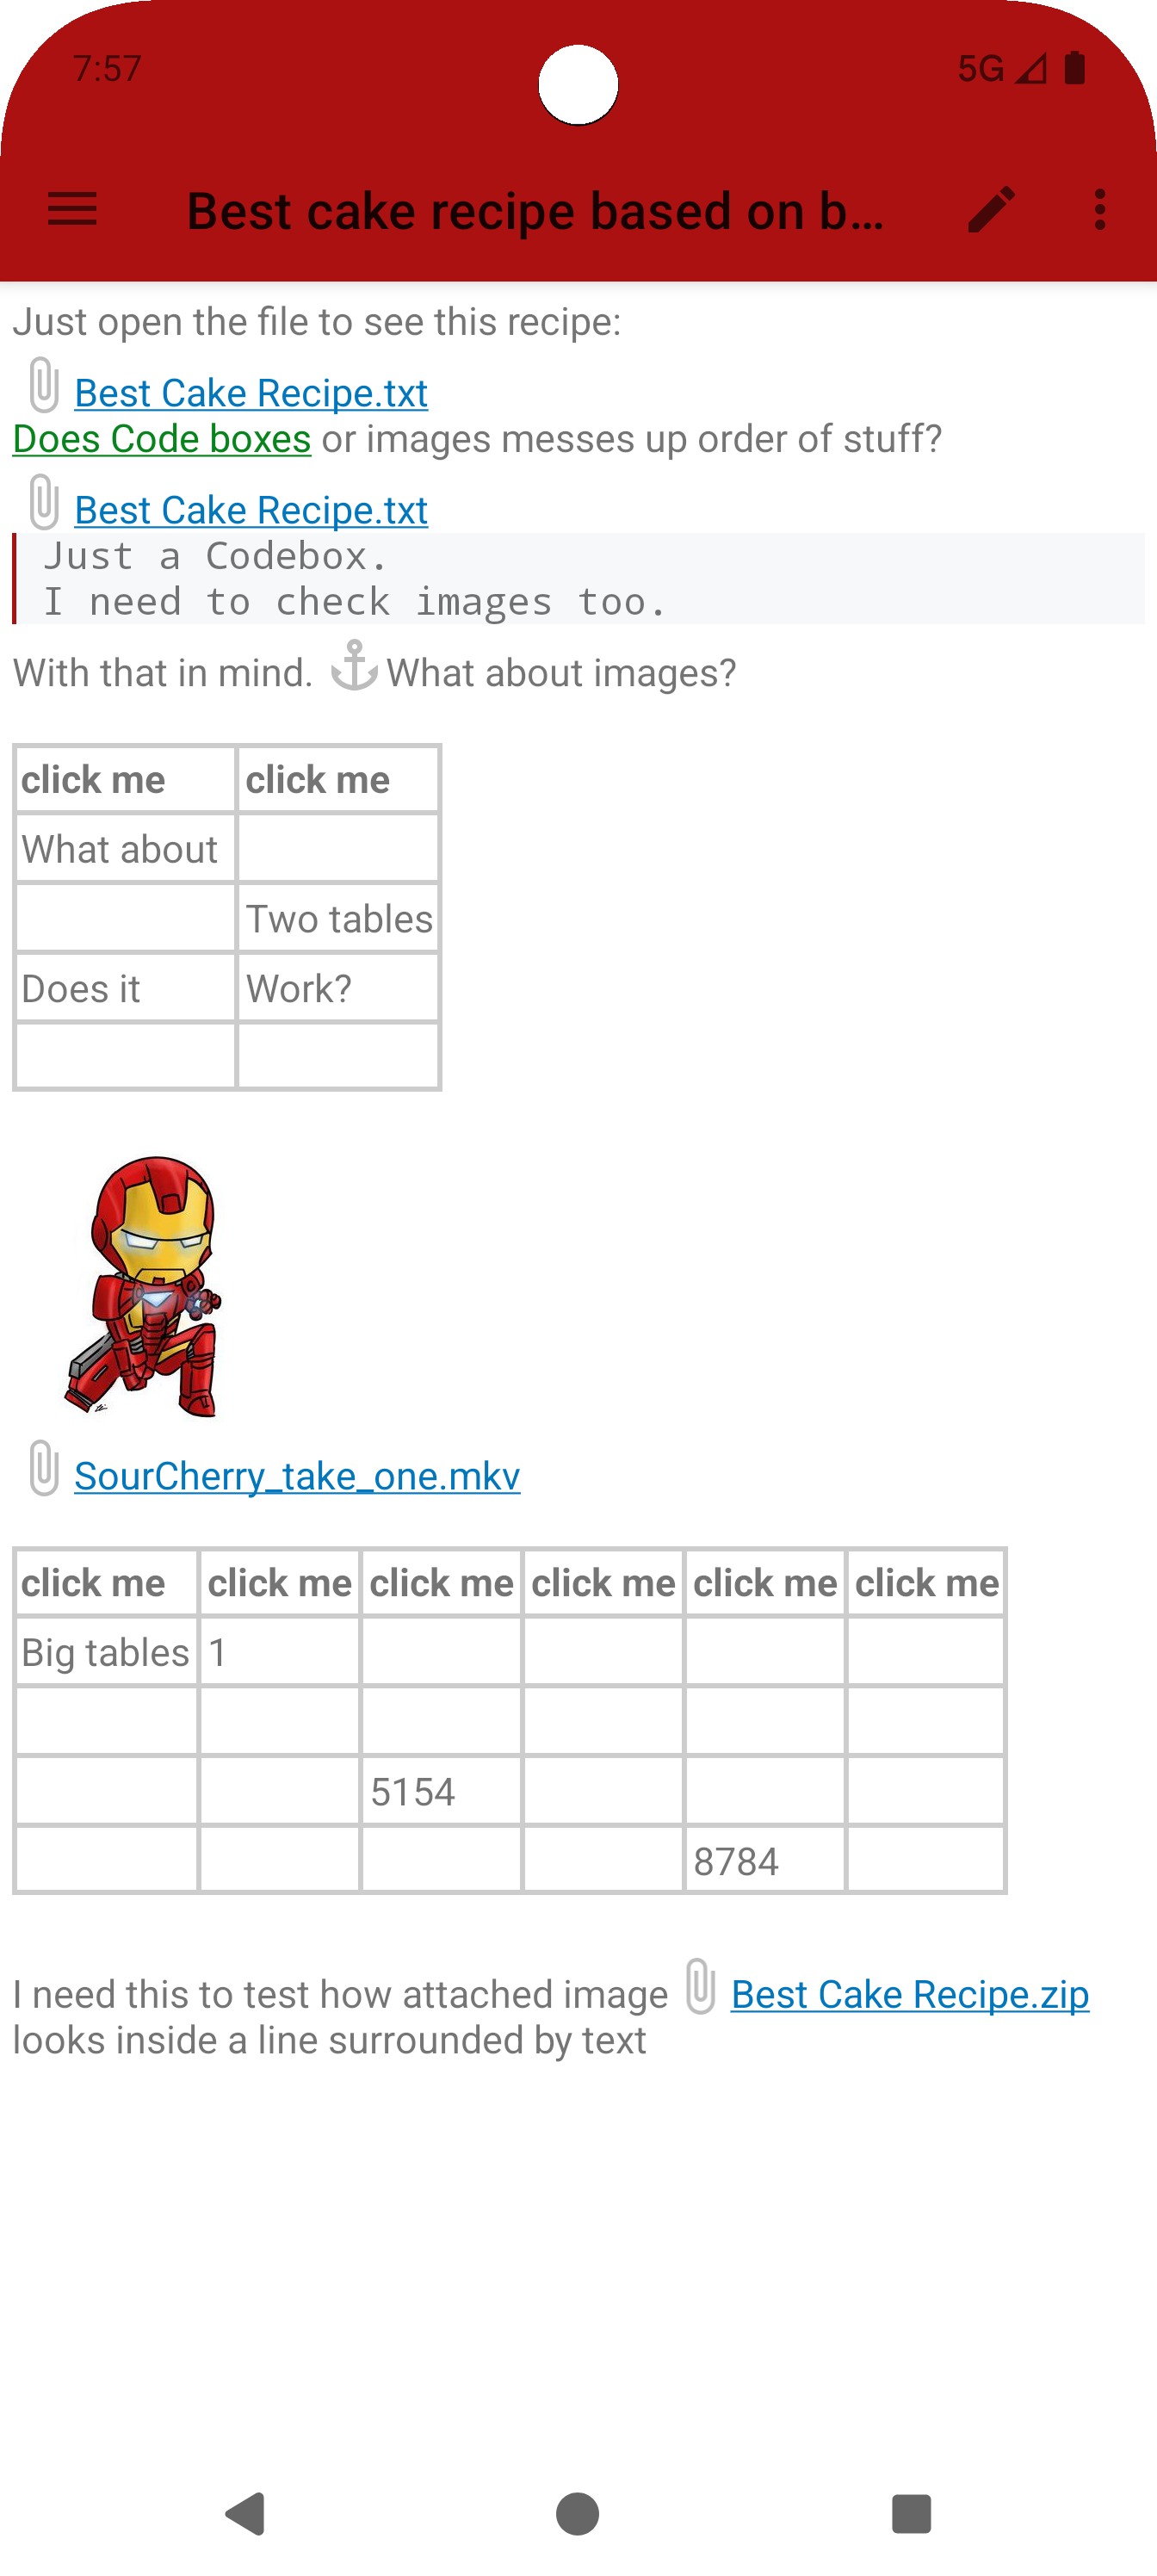 7:57
5G
Best cake recipe based on b...
Just open the file to see this recipe:
Best Cake Recipe.txt
Does Code boxes or images messes up order of stuff?
Best Cake Recipe.txt
Just a Codebox.
I need to check images too.
With that in mind. What about images?
click me click me
What about
Two tables
Does it Work?
SourCherry_take_one.mkv
click me click me click me click me click me click me
Big tables 1
5154
8784
I need this to test how attached image Best Cake Recipe.zip
looks inside a line surrounded by text